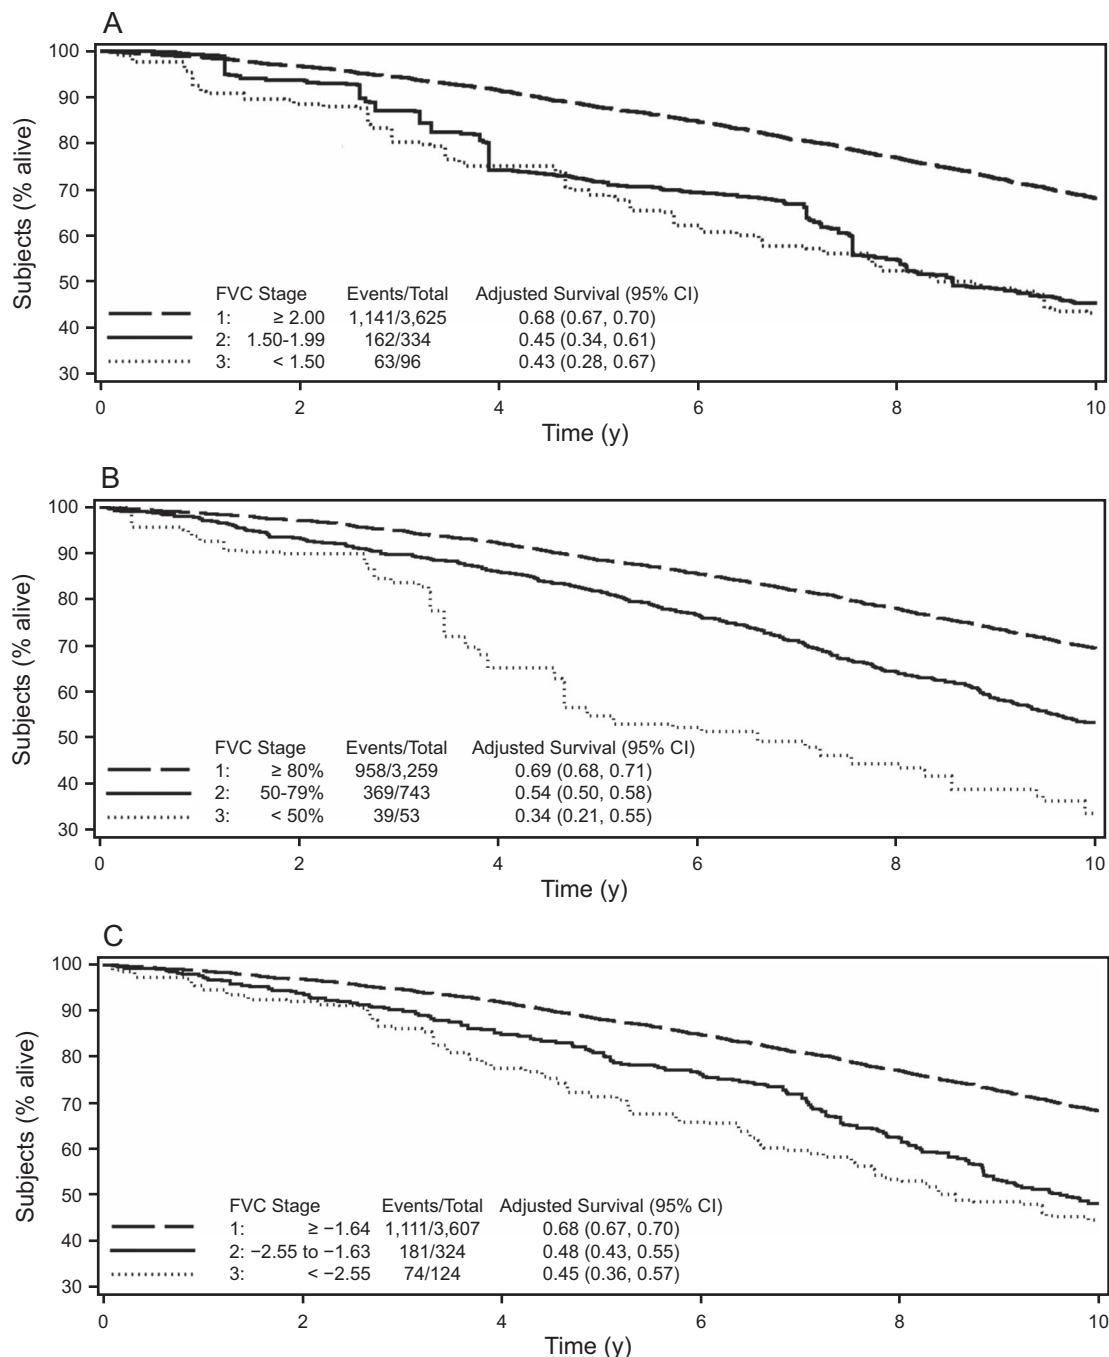 A
Subjects (% alive)
100
90
80
70
60
50
40
30
FVC Stage Events/Total Adjusted Survival (95% CI)
1: ≥ 2.00 1,141/3,625 0.68 (0.67, 0.70)
2: 1.50-1.99 162/334 0.45 (0.34, 0.61)
3: < 1.50 63/96 0.43 (0.28, 0.67)
0 2 4 6 8 10
Time (y)
B
Subjects (% alive)
100
90
80
70
60
50
40
30
FVC Stage Events/Total Adjusted Survival (95% CI)
1: ≥ 80% 958/3,259 0.69 (0.68, 0.71)
2: 50-79% 369/743 0.54 (0.50, 0.58)
3: < 50% 39/53 0.34 (0.21, 0.55)
0 2 4 6 8 10
Time (y)
C
Subjects (% alive)
100
90
80
70
60
50
40
30
FVC Stage Events/Total Adjusted Survival (95% CI)
1: ≥ −1.64 1,111/3,607 0.68 (0.67, 0.70)
2: −2.55 to −1.63 181/324 0.48 (0.43, 0.55)
3: < −2.55 74/124 0.45 (0.36, 0.57)
0 2 4 6 8 10
Time (y)